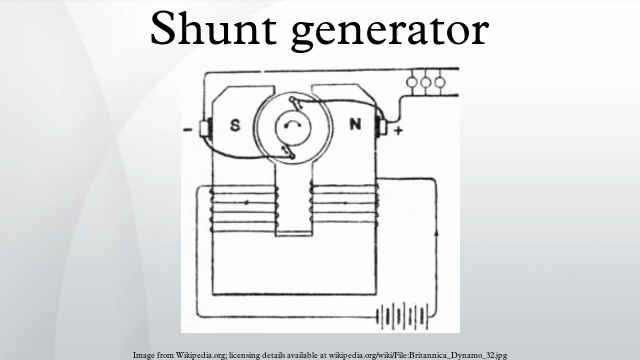 Shunt generator
S
N
-
+
Image from Wikipedia.org; licensing details available at wikipedia.org/wiki/File:Britannica_Dynamo_32.jpg